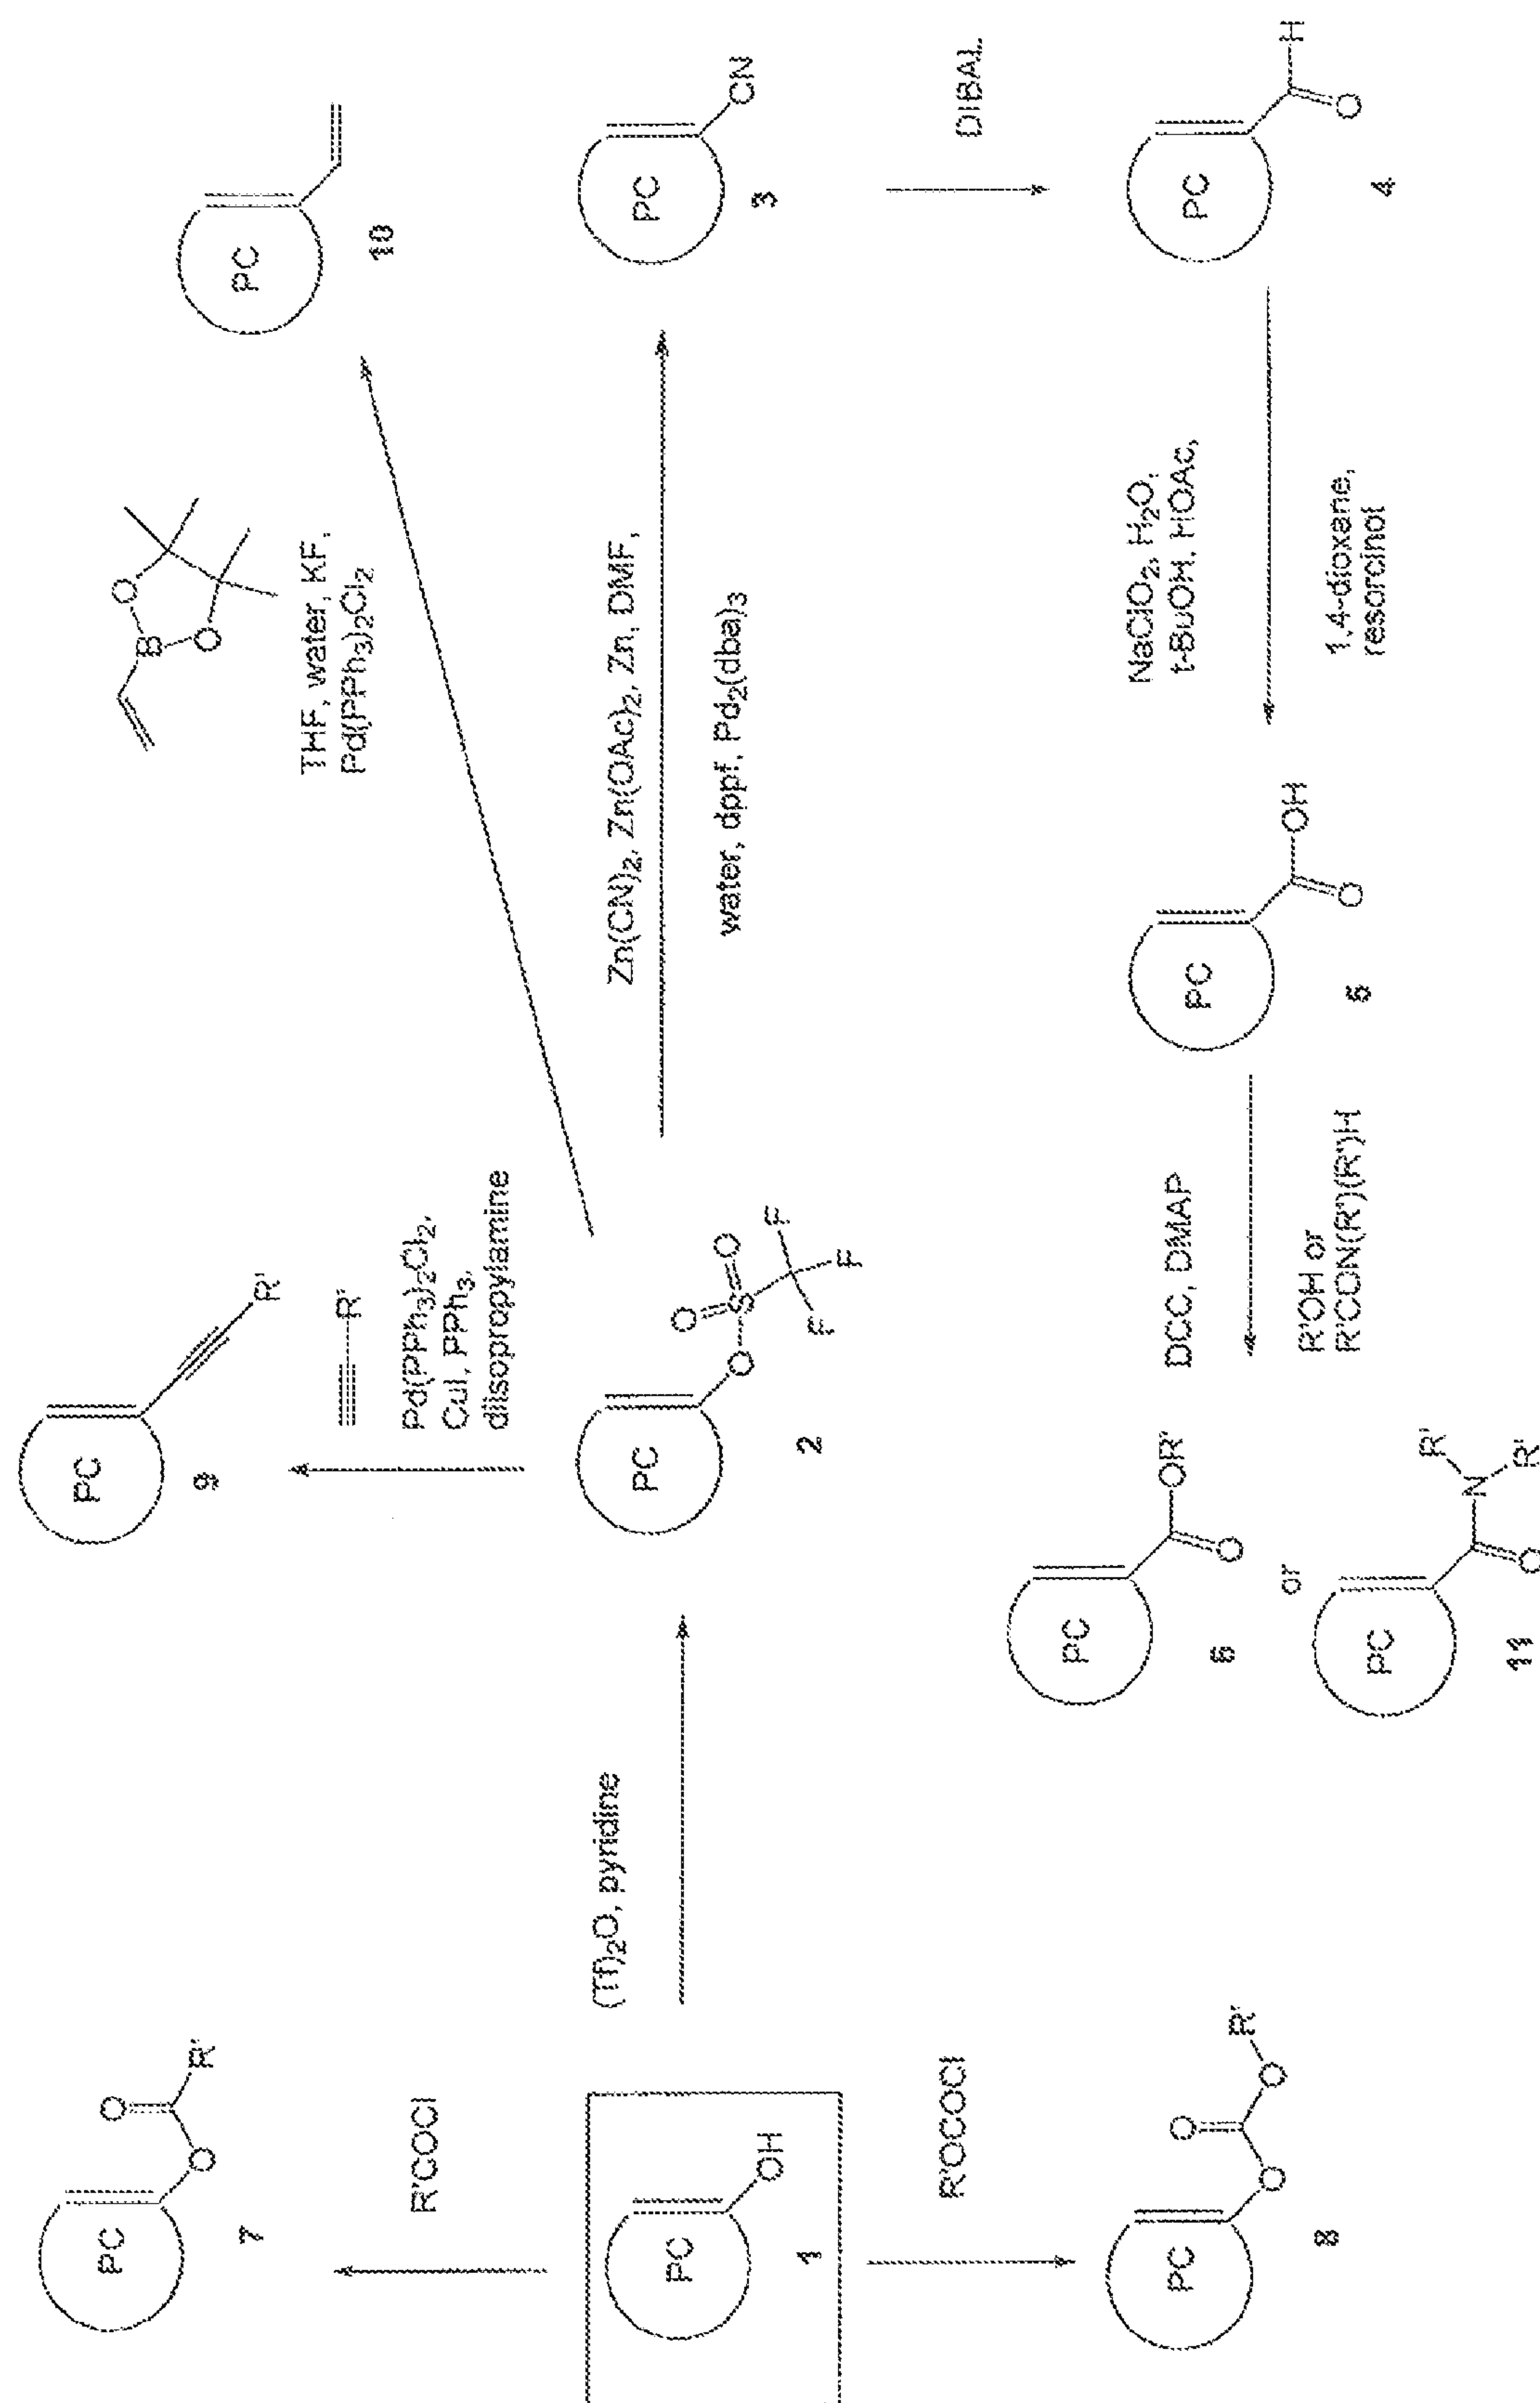 PC
O
O
R'
7
R'COCl
PC
OH
1
R'OCOCl
PC
O
O
O
R'
8
(Tf)₂O, pyridine
PC
R'
9
R'
Pd(PPh₃)₂Cl₂,
CuI, PPh₃,
diisopropylamine
PC
O
S
O
O
F
F
F
2
B
O
O
THF, water, KF,
Pd(PPh₃)₂Cl₂
PC
10
Zn(CN)₂, Zn(OAc)₂, Zn, DMF,
water, dppf, Pd₂(dba)₃
PC
CN
3
DIBAL
PC
H
O
4
NaClO₂, H₂O,
t-BuOH, HOAc,
1,4-dioxane,
resorcinol
PC
OH
O
5
DCC, DMAP
R'OH or
R'CON(R')(R')H
PC
OR'
O
6
or
PC
N
R'
R'
O
11